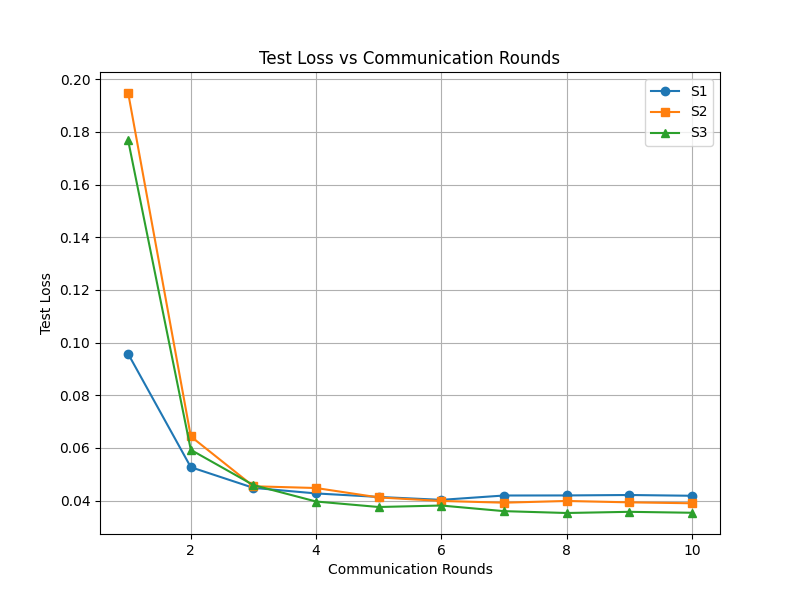 Test Loss vs Communication Rounds
0.20
0.18
0.16
0.14
0.12
0.10
0.08
0.06
0.04
Test Loss
S1
S2
S3
2 4 6 8 10
Communication Rounds